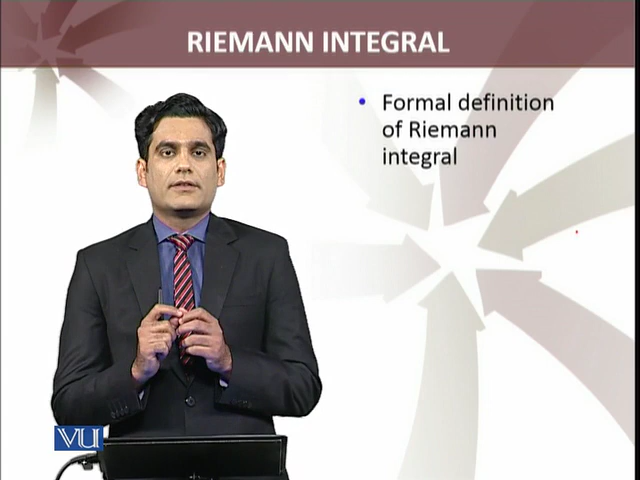 RIEMANN INTEGRAL
• Formal definition
of Riemann
integral
VU